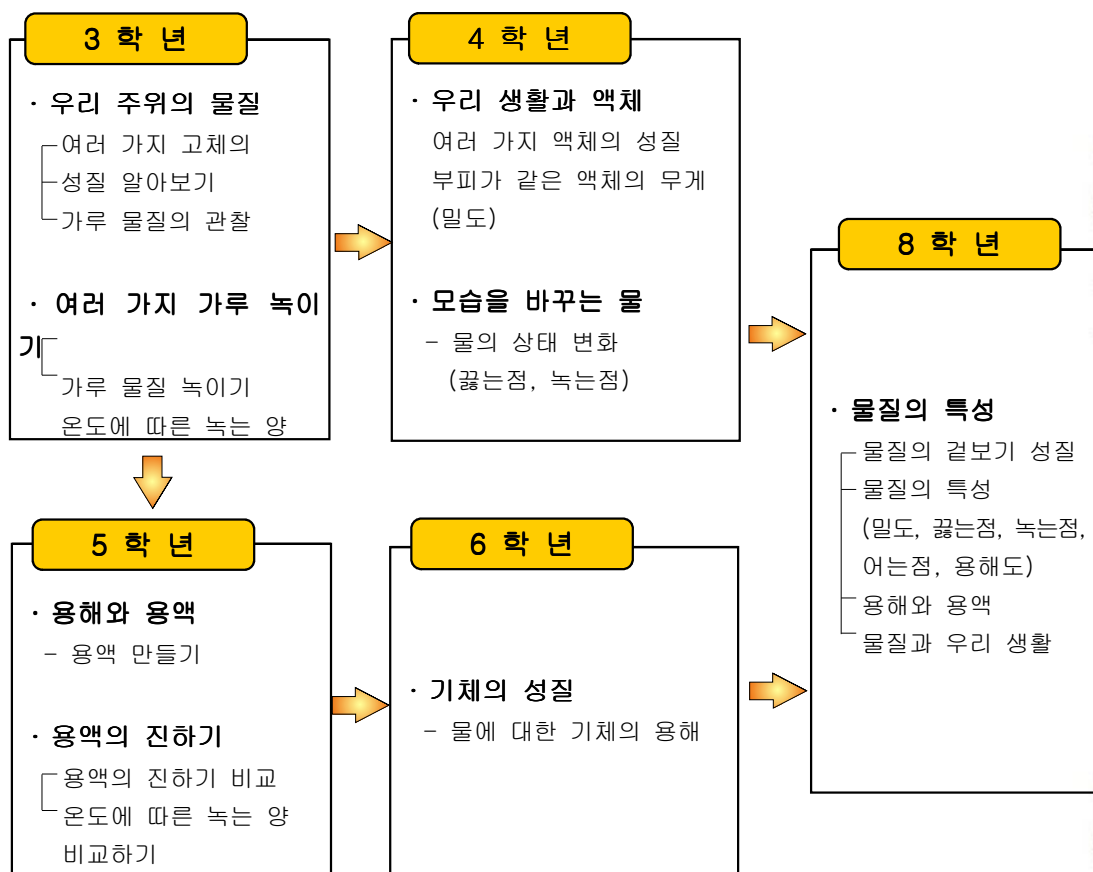 3 학 년
· 우리 주위의 물질
여러 가지 고체의
성질 알아보기
가루 물질의 관찰
· 여러 가지 가루 녹이
기
가루 물질 녹이기
온도에 따른 녹는 양
4 학 년
· 우리 생활과 액체
여러 가지 액체의 성질
부피가 같은 액체의 무게
(밀도)
· 모습을 바꾸는 물
- 물의 상태 변화
(끓는점, 녹는점)
5 학 년
· 용해와 용액
- 용액 만들기
· 용액의 진하기
용액의 진하기 비교
온도에 따른 녹는 양
비교하기
6 학 년
· 기체의 성질
- 물에 대한 기체의 용해
8 학 년
· 물질의 특성
물질의 겉보기 성질
물질의 특성
(밀도, 끓는점, 녹는점,
어는점, 용해도)
용해와 용액
물질과 우리 생활